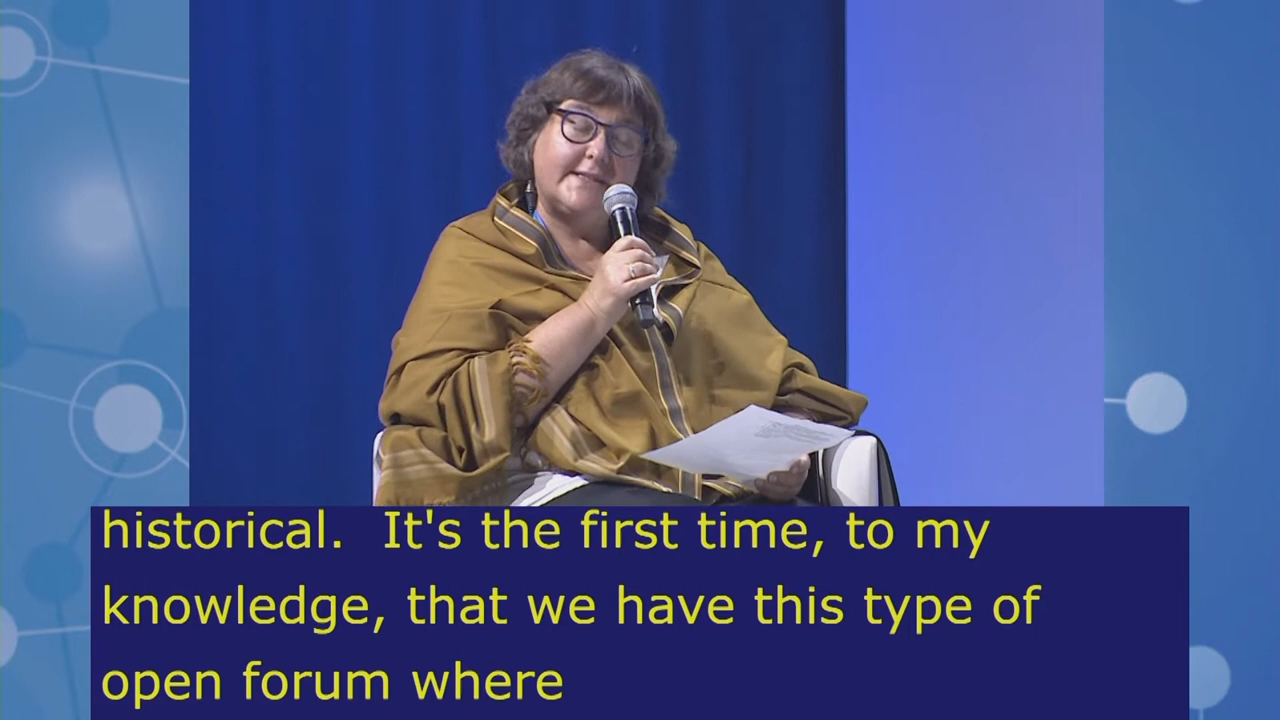 historical.  It's the first time, to my
knowledge, that we have this type of
open forum where